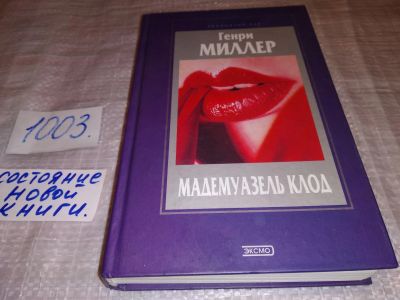 Генри
МИЛЛЕР
МАДЕМУАЗЕЛЬ КЛОД
ЭКСМО
1003.
состояние
новой
книги.